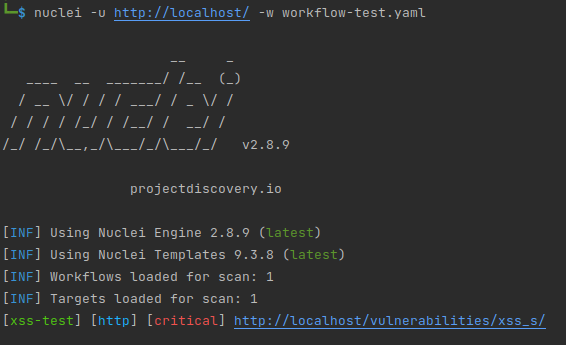 $ nuclei -u http://localhost/ -w workflow-test.yaml
                     __     _
   ____  __  _______/ /__  (_)
  / __ \/ / / / ___/ / _ \/ /
 / / / / /_/ / /__/ /  __/ /
/_/ /_/\__,_/\___/_/\___/_/   v2.8.9
projectdiscovery.io
[INF] Using Nuclei Engine 2.8.9 (latest)
[INF] Using Nuclei Templates 9.3.8 (latest)
[INF] Workflows loaded for scan: 1
[INF] Targets loaded for scan: 1
[xss-test] [http] [critical] http://localhost/vulnerabilities/xss_s/